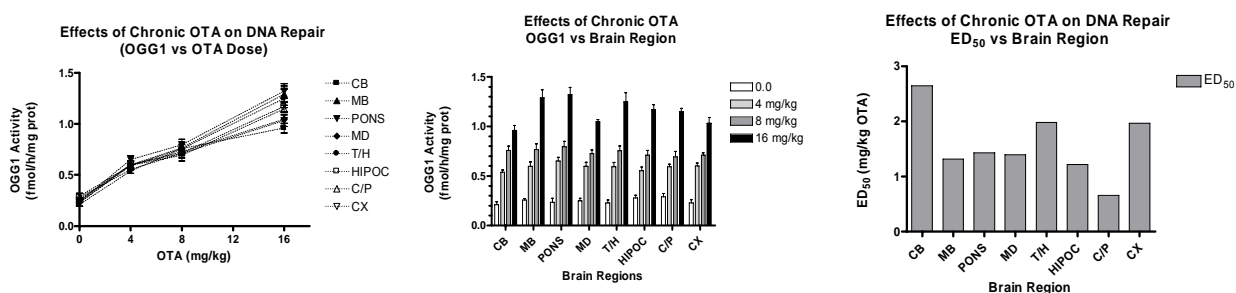 Effects of Chronic OTA on DNA Repair
(OGG1 vs OTA Dose)
1.5
1.0
0.5
0.0
0
4
8
12
16
OTA (mg/kg)
OGG1 Activity
(fmol/h/mg prot)
CB
MB
PONS
MD
T/H
HIPOC
C/P
CX
Effects of Chronic OTA
OGG1 vs Brain Region
1.5
1.0
0.5
0.0
OGG1 Activity
(fmol/h/mg prot)
CB
MB
PONS
MD
T/H
HIPOC
C/P
CX
Brain Regions
0.0
4 mg/kg
8 mg/kg
16 mg/kg
Effects of Chronic OTA on DNA Repair
ED50 vs Brain Region
3
2
1
0
ED50 (mg/kg OTA)
CB
MB
PONS
MD
T/H
HIPOC
C/P
CX
Brain Region
ED50